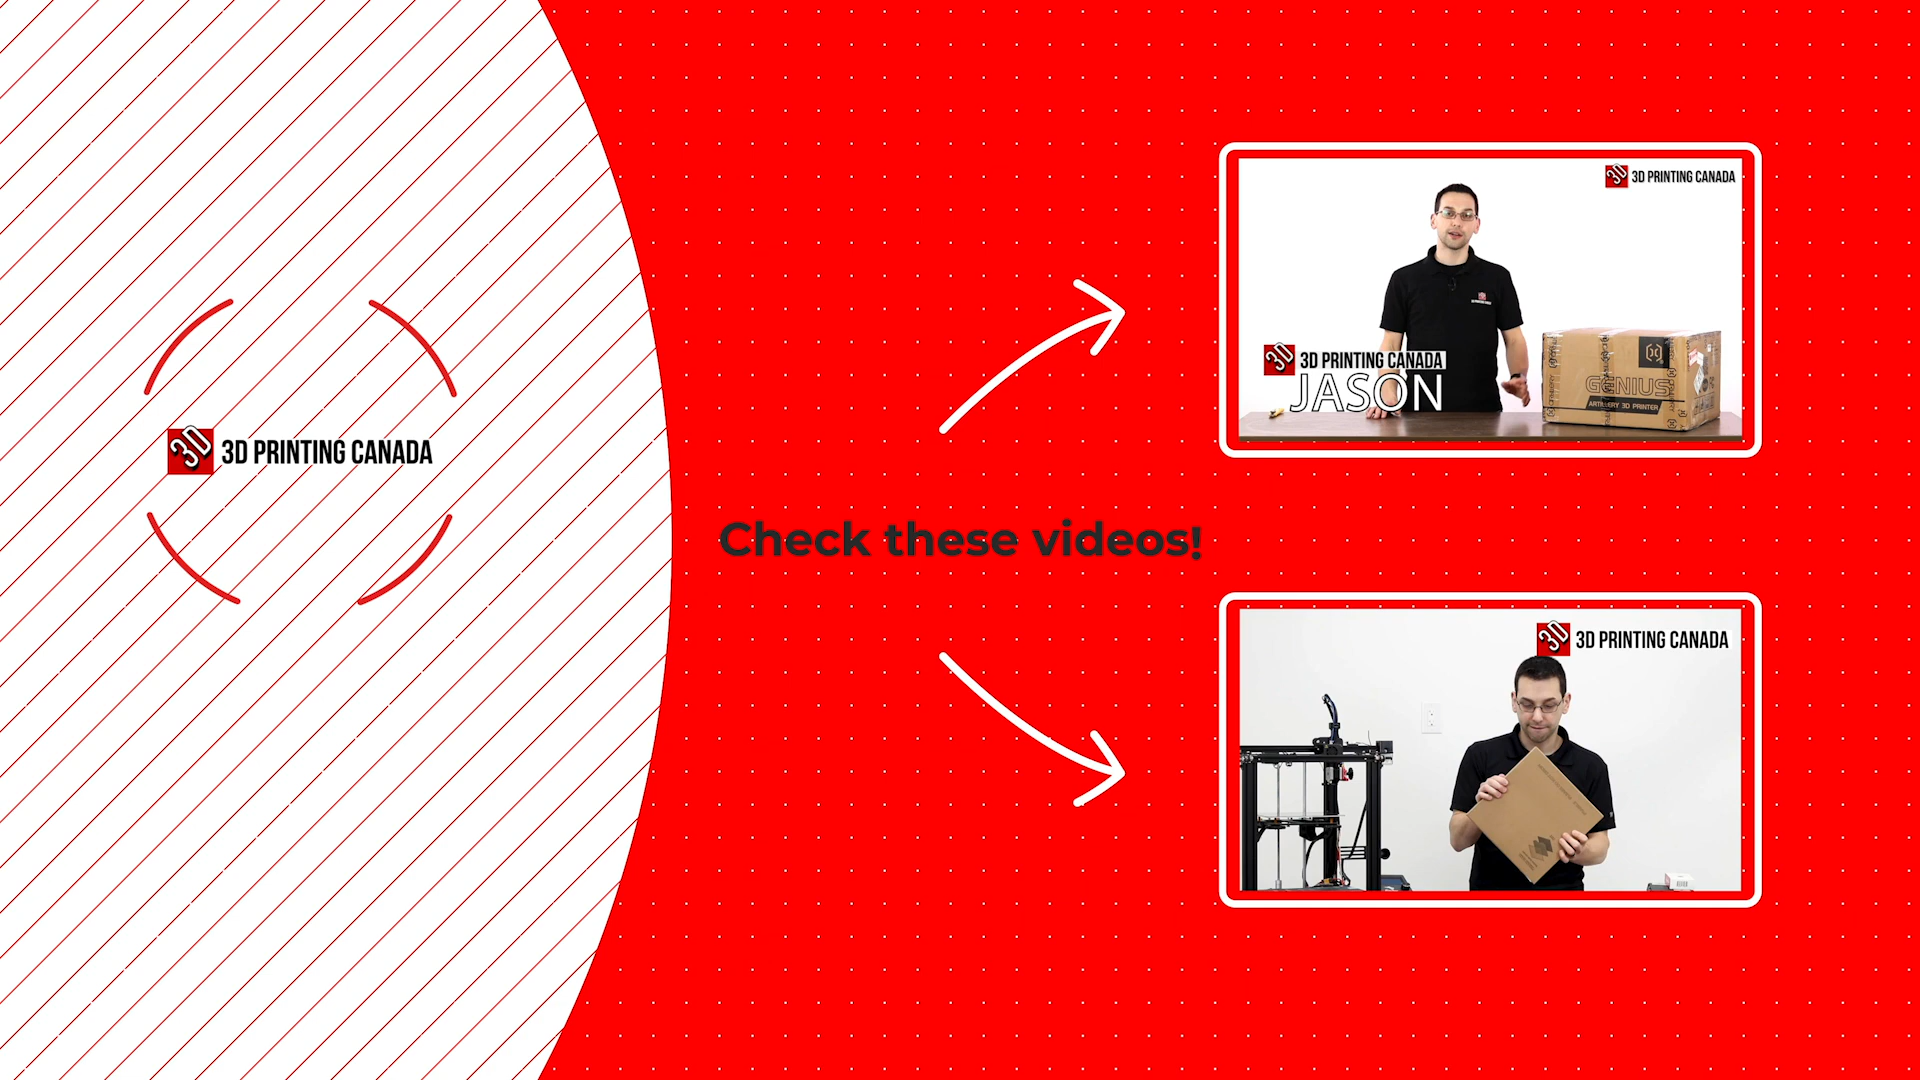 3D PRINTING CANADA
Check these videos!
3D PRINTING CANADA
3D PRINTING CANADA
JASON
GENIUS
ARTILLERY 3D PRINTER
3D PRINTING CANADA